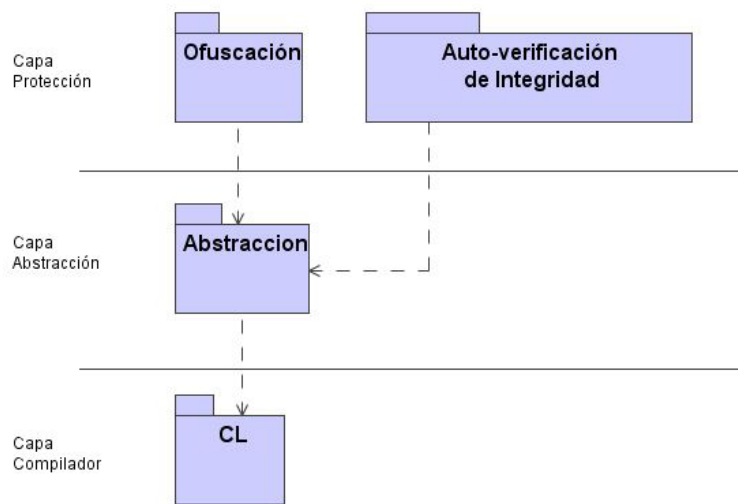 Capa
Protección
Ofuscación
Auto-verificación
de Integridad
Capa
Abstracción
Abstraccion
Capa
Compilador
CL